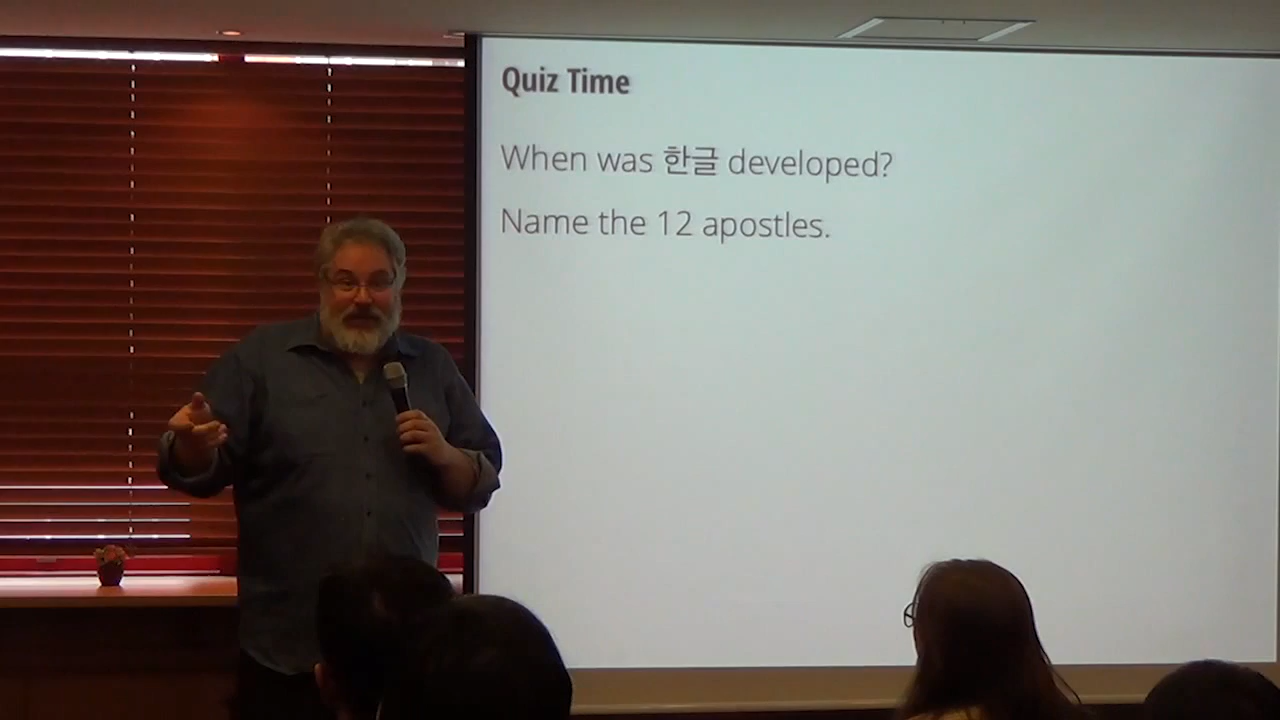 Quiz Time
When was 한글 developed?
Name the 12 apostles.